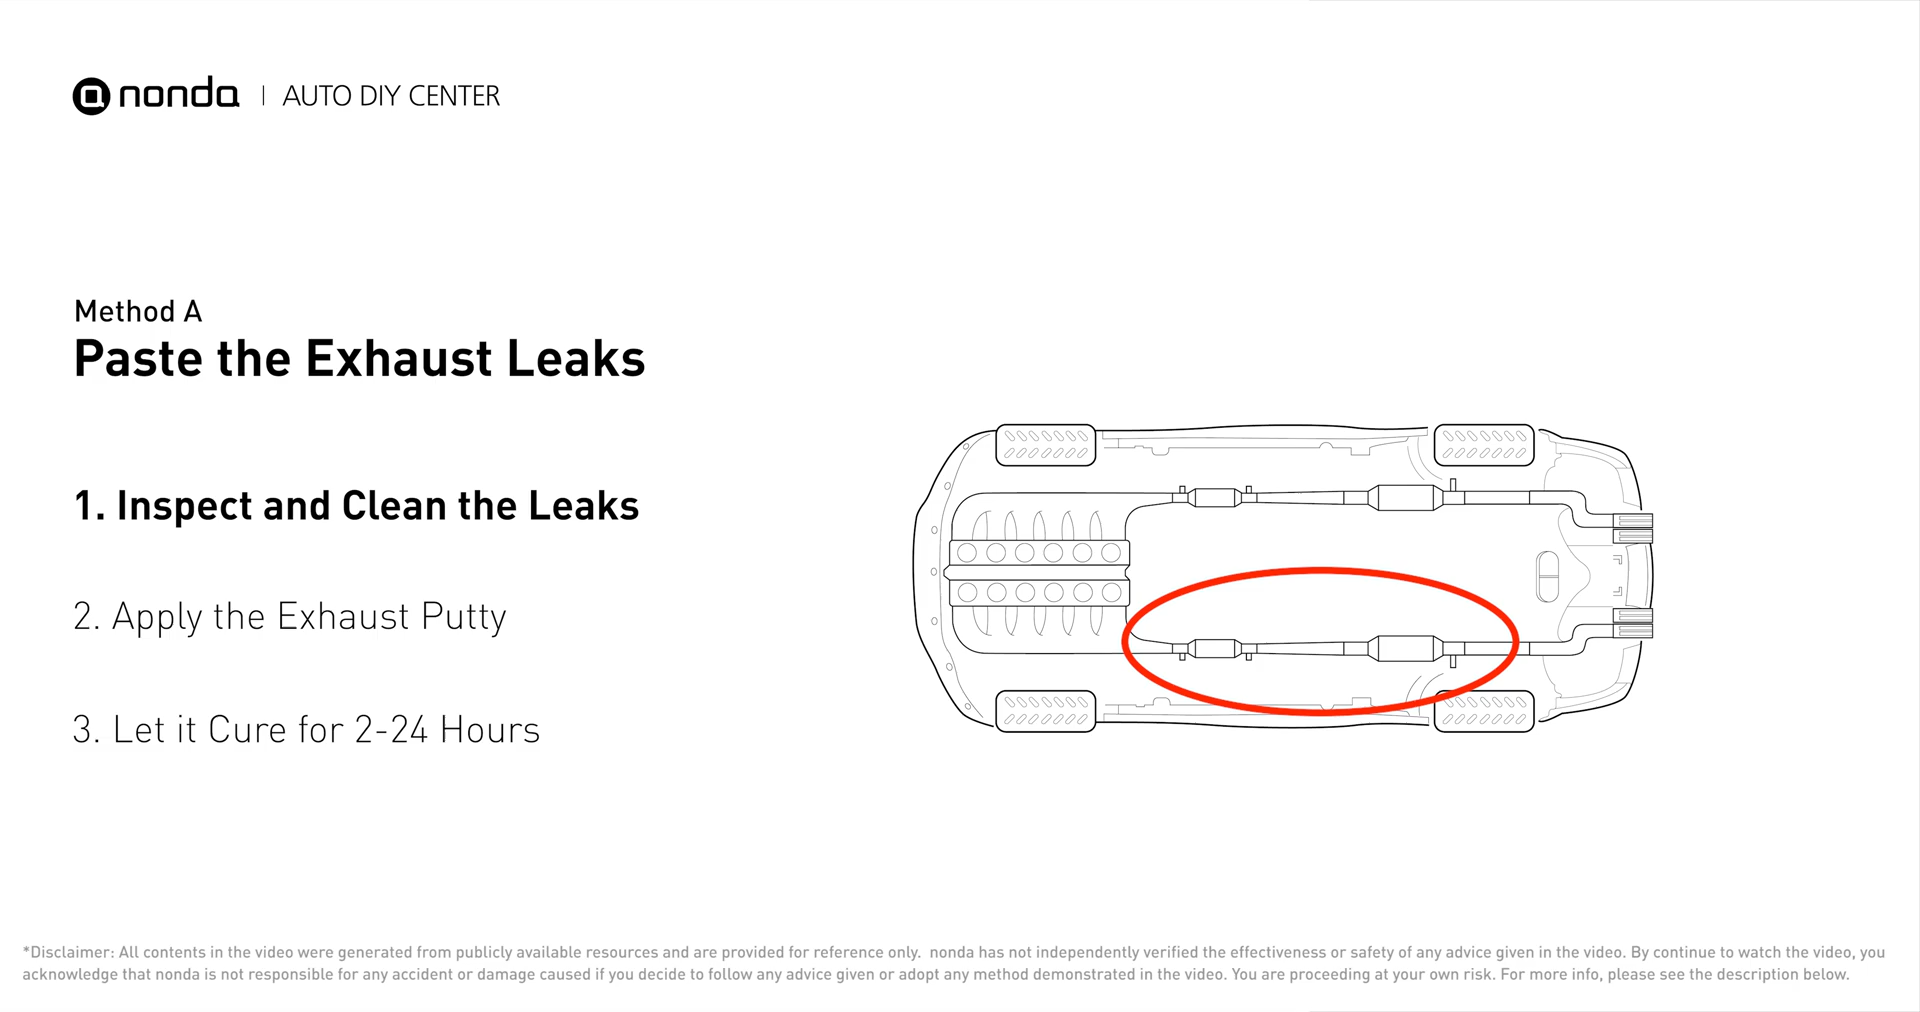 nonda | AUTO DIY CENTER
Method A
Paste the Exhaust Leaks
1. Inspect and Clean the Leaks
2. Apply the Exhaust Putty
3. Let it Cure for 2-24 Hours
*Disclaimer: All contents in the video were generated from publicly available resources and are provided for reference only.  nonda has not independently verified the effectiveness or safety of any advice given in the video. By continue to watch the video, you
acknowledge that nonda is not responsible for any accident or damage caused if you decide to follow any advice given or adopt any method demonstrated in the video. You are proceeding at your own risk. For more info, please see the description below.